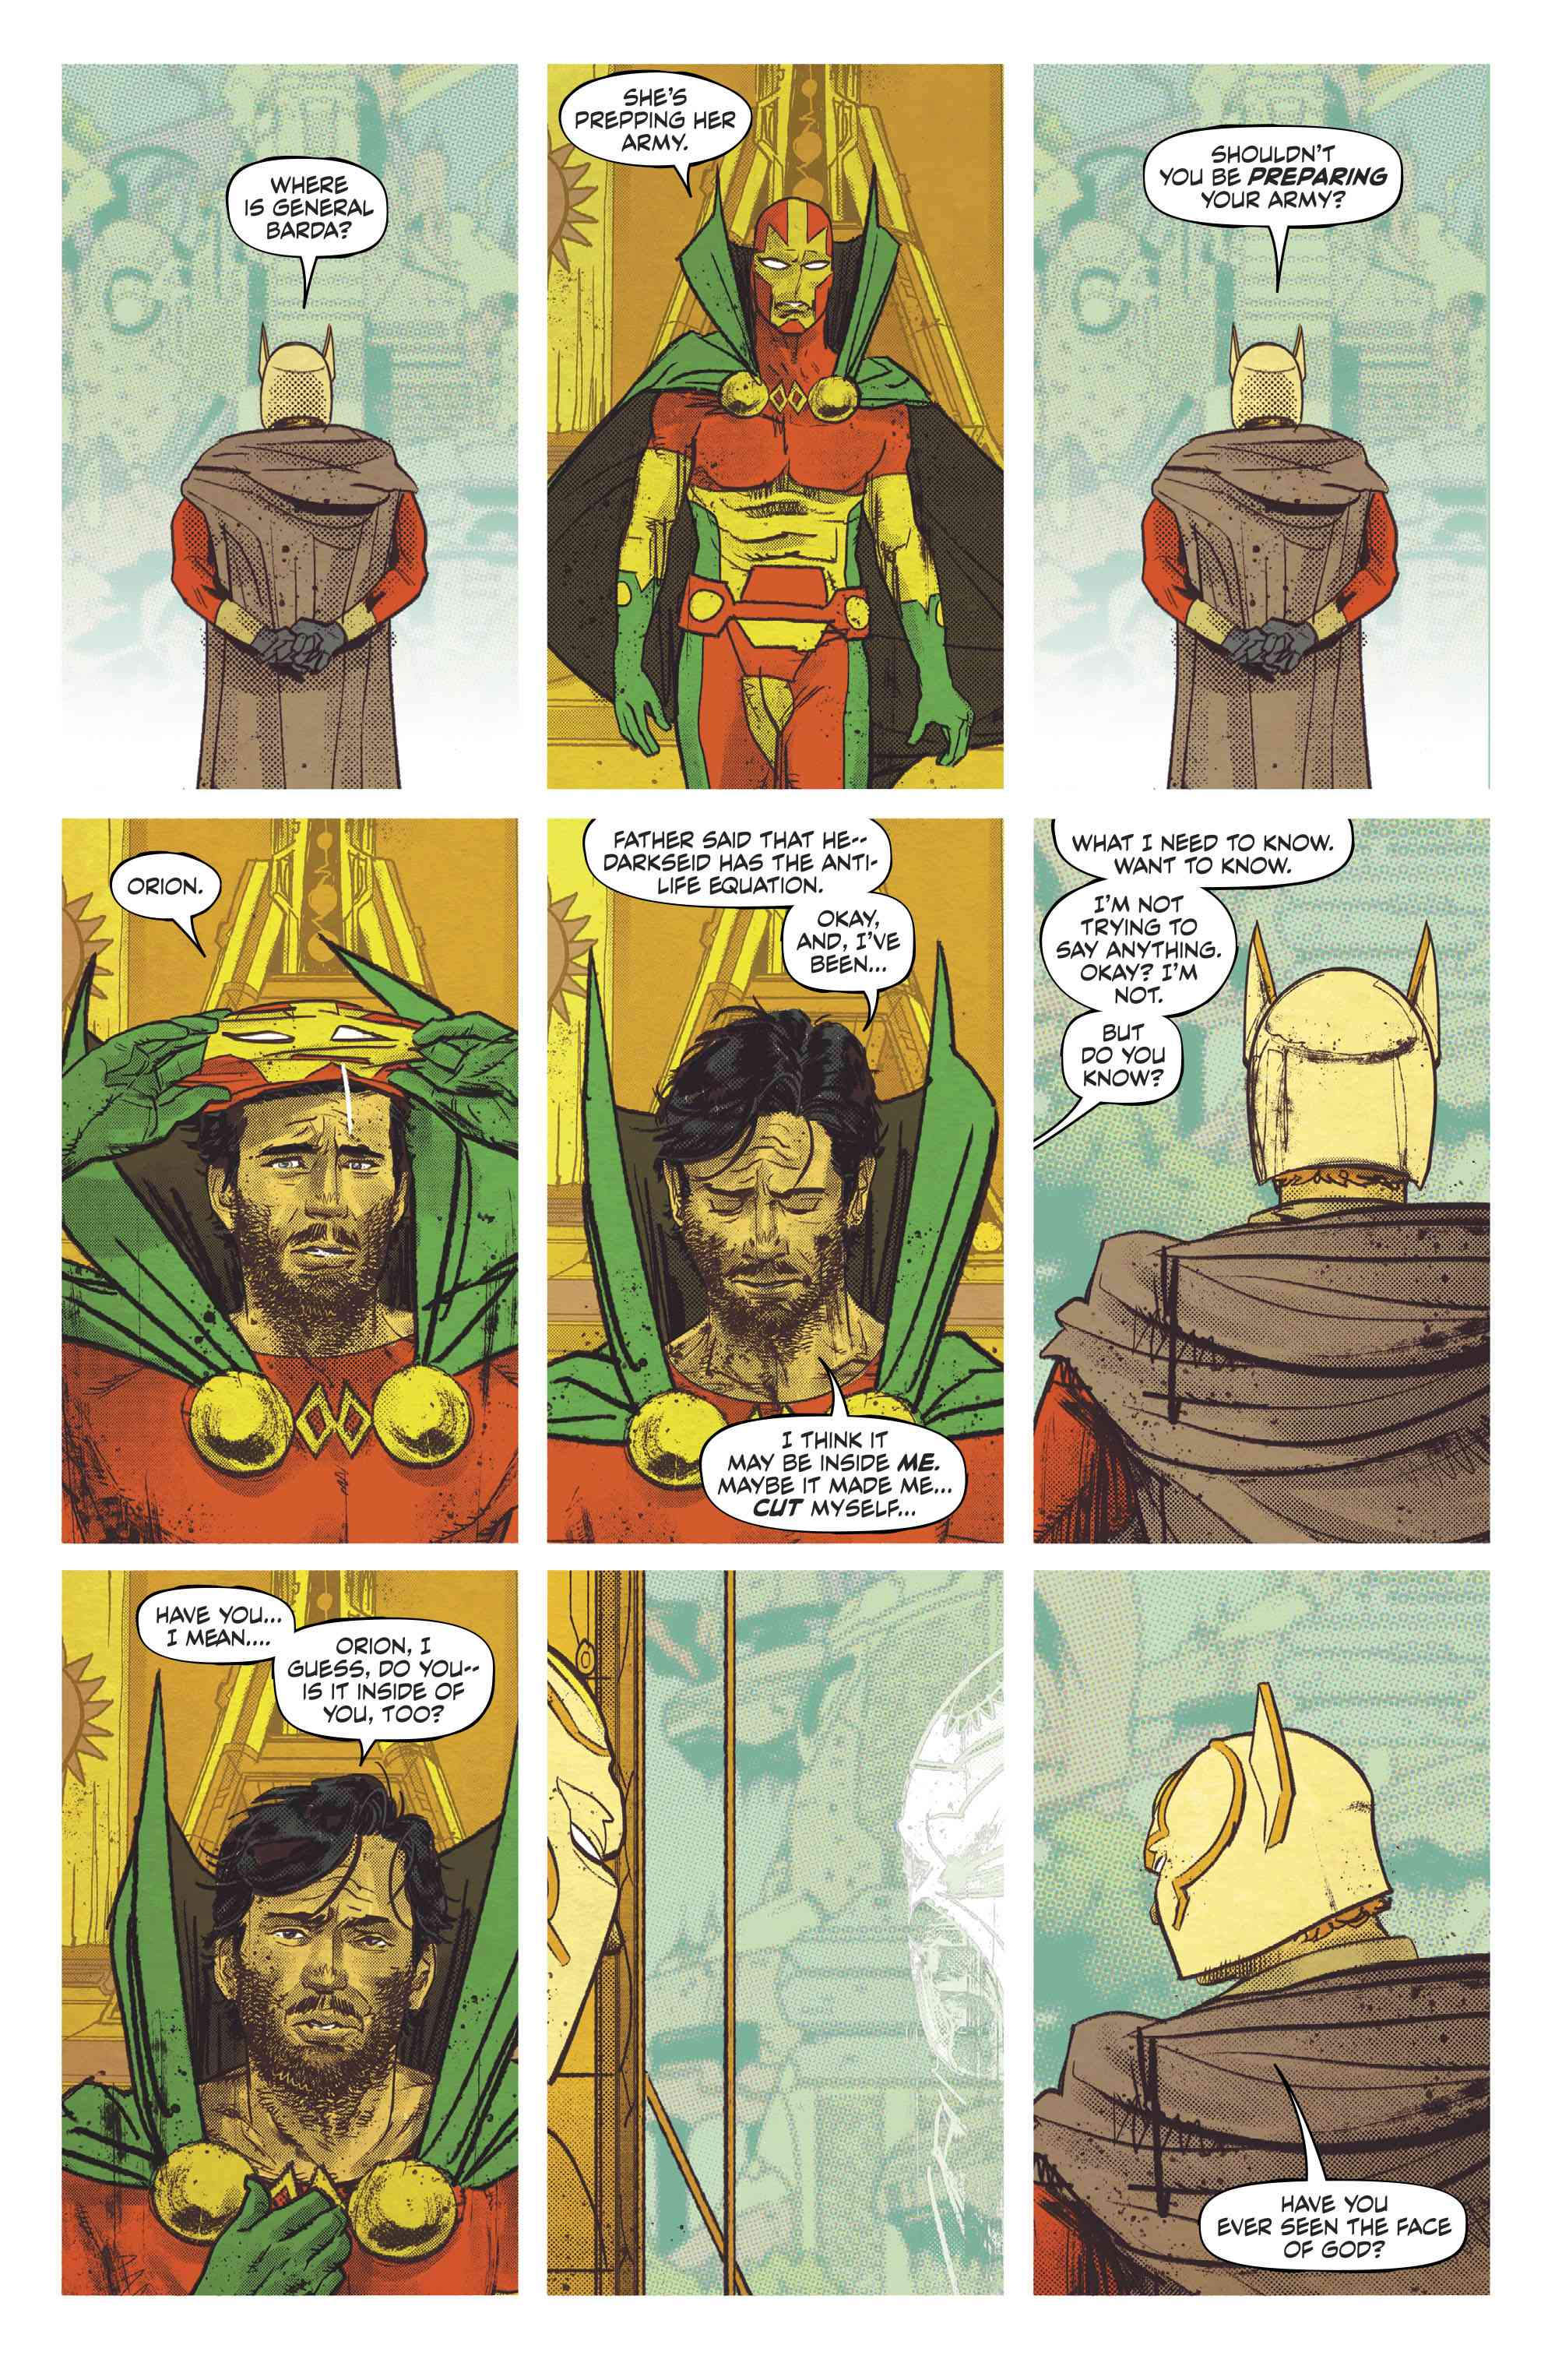 WHERE
IS GENERAL
BARDA?
SHE'S
PREPPING HER
ARMY.
SHOULDN'T
YOU BE PREPARING
YOUR ARMY?
ORION.
FATHER SAID THAT HE--
DARKSEID HAS THE ANTI-
LIFE EQUATION.
OKAY,
AND, I'VE
BEEN...
I THINK IT
MAY BE INSIDE ME.
MAYBE IT MADE ME...
CUT MYSELF...
WHAT I NEED TO KNOW.
WANT TO KNOW.
I'M NOT
TRYING TO
SAY ANYTHING.
OKAY? I'M
NOT.
BUT
DO YOU
KNOW?
HAVE YOU...
I MEAN....
ORION, I
GUESS, DO YOU--
IS IT INSIDE OF
YOU, TOO?
HAVE YOU
EVER SEEN THE FACE
OF GOD?